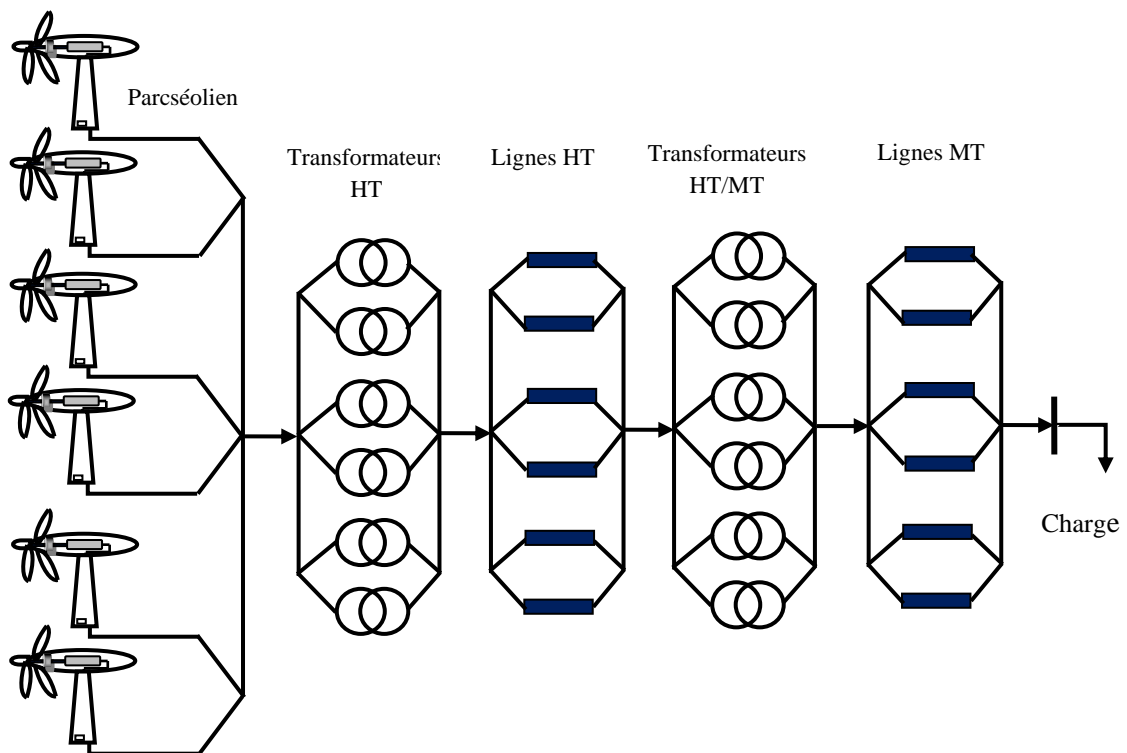 Parcséolien
Transformateurs
HT
Lignes HT
Transformateurs
HT/MT
Lignes MT
Charge